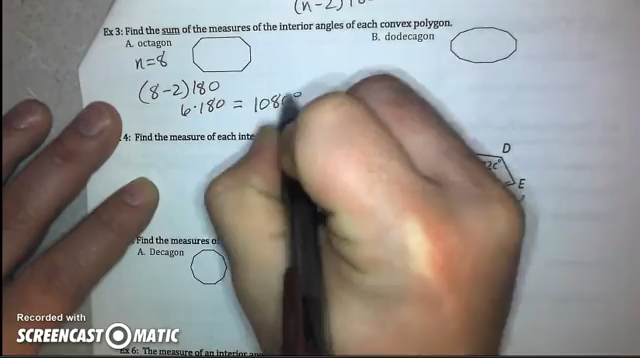 (n-2)
Ex 3: Find the sum of the measures of the interior angles of each convex polygon.
A. octagon
B. dodecagon
n=8
(8-2)180
6·180 = 1080°
4: Find the measure of each inte
D
E
Find the measures o
A. Decagon
Recorded with
SCREENCAST MATIC
Ex 6: The measure of an interior an